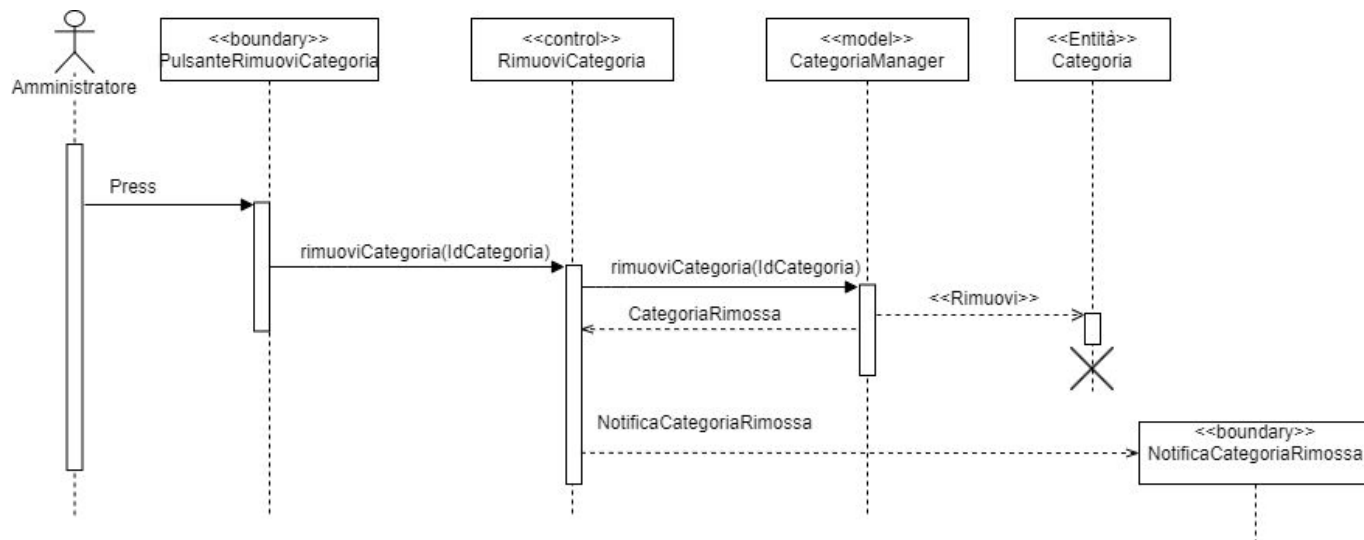 <<boundary>>
PulsanteRimuoviCategoria
<<control>>
RimuoviCategoria
<<model>>
CategoriaManager
<<Entità>>
Categoria
Amministratore
Press
rimuoviCategoria(IdCategoria)
rimuoviCategoria(IdCategoria)
<<Rimuovi>>
CategoriaRimossa
NotificaCategoriaRimossa
<<boundary>>
NotificaCategoriaRimossa